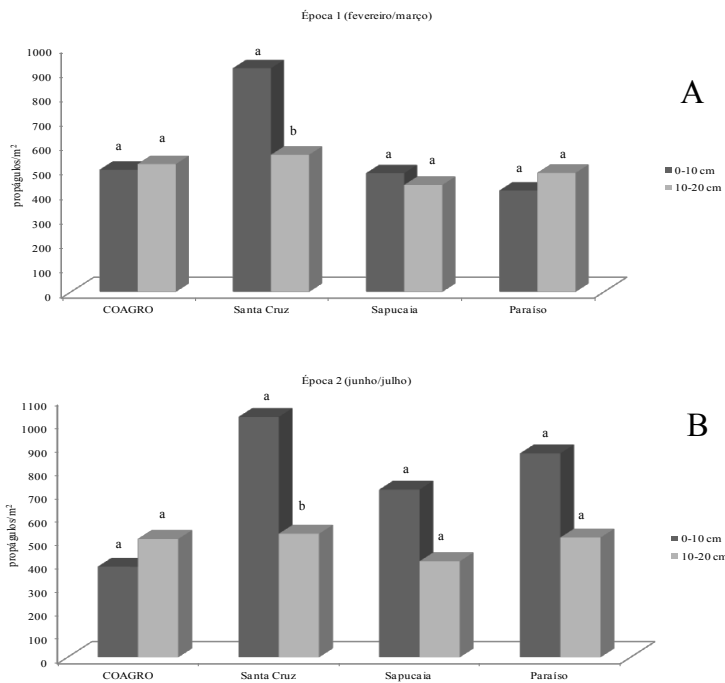 Época 1 (fevereiro/março)
A
propágulos/m²
1000
900
800
700
600
500
400
300
200
100
0
a a a b a a a a
0-10 cm
10-20 cm
COAGRO Santa Cruz Sapucaia Paraíso
Época 2 (junho/julho)
B
propágulos/m²
1100
1000
900
800
700
600
500
400
300
200
100
0
a a a b a a a a
0-10 cm
10-20 cm
COAGRO Santa Cruz Sapucaia Paraíso